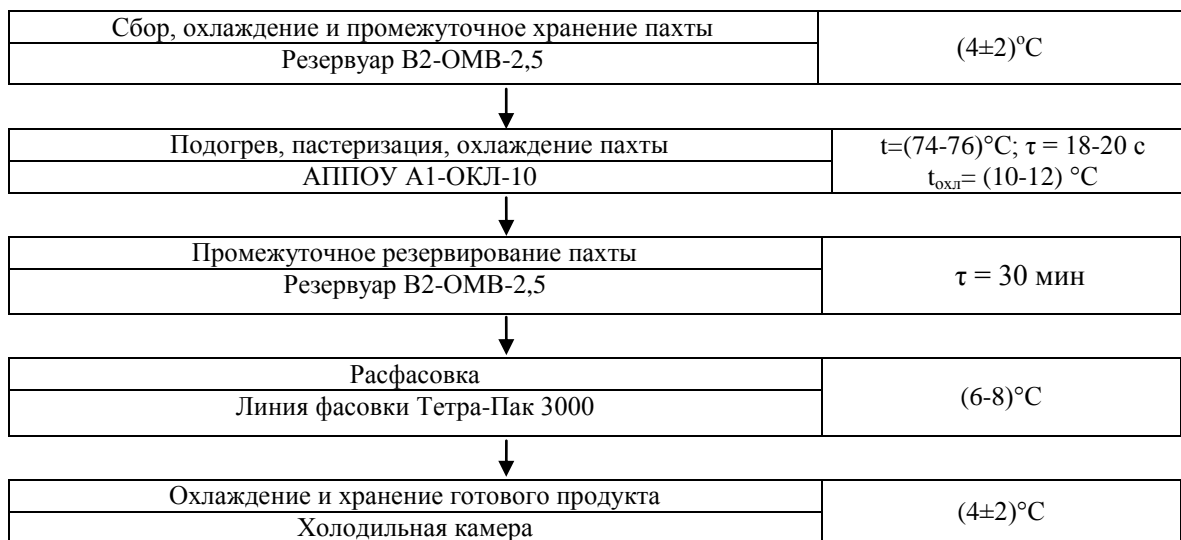 Сбор, охлаждение и промежуточное хранение пахты
Резервуар В2-ОМВ-2,5
(4±2)°С
Подогрев, пастеризация, охлаждение пахты
АППОУ А1-ОКЛ-10
t=(74-76)°С; τ = 18-20 с
tохл= (10-12) °С
Промежуточное резервирование пахты
Резервуар В2-ОМВ-2,5
τ = 30 мин
Расфасовка
Линия фасовки Тетра-Пак 3000
(6-8)°С
Охлаждение и хранение готового продукта
Холодильная камера
(4±2)°С